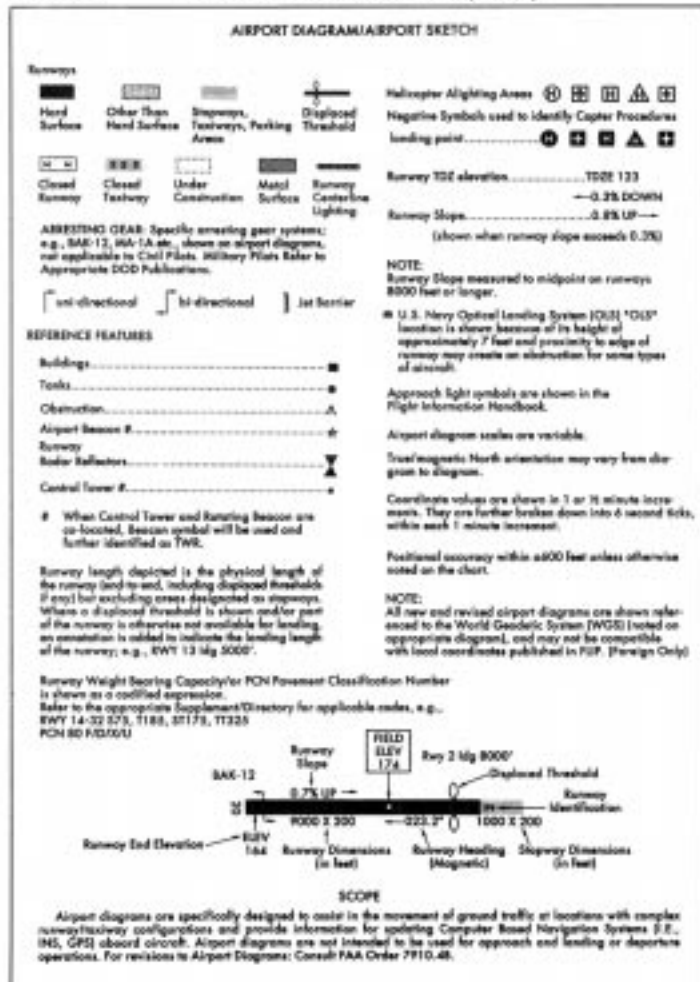 AIRPORT DIAGRAM/AIRPORT SKETCH
Runways
Hard Surface
Other Than Hard Surface
Stopways, Taxiways, Parking Areas
Displaced Threshold
Closed Runway
Closed Taxiway
Under Construction
Metal Surface
Runway Centerline Lighting
ARRESTING GEAR: Specific arresting gear systems;
e.g., BAK-12, MA-1A etc., shown on airport diagrams,
not applicable to Civil Pilots. Military Pilots Refer to
Appropriate DOD Publications.
uni-directional
bi-directional
Jet Barrier
REFERENCE FEATURES
Buildings
Tanks
Obstruction
Airport Beacon #
Runway
Radar Reflectors
Control Tower #
# When Control Tower and Rotating Beacon are
co-located, Beacon symbol will be used and
further identified as TWR.
Runway length depicted is the physical length of
the runway (end-to-end, including displaced thresholds
if any) but excluding areas designated as stopways.
Where a displaced threshold is shown and/or part
of the runway is otherwise not available for landing,
an annotation is added to indicate the landing length
of the runway; e.g., RWY 13 ldg 5000'.
Helicopter Alighting Areas
Negative Symbols used to identify Copter Procedures
landing point
Runway TDZ elevation TDZE 123
←0.3% DOWN
Runway Slope 0.8% UP→
(shown when runway slope exceeds 0.3%)
NOTE:
Runway Slope measured to midpoint on runways
8000 feet or longer.
U.S. Navy Optical Landing System (OLS) "OLS"
location is shown because of its height of
approximately 7 feet and proximity to edge of
runway may create an obstruction for some types
of aircraft.
Approach light symbols are shown in the
Flight Information Handbook.
Airport diagram scales are variable.
True/magnetic North orientation may vary from dia-
gram to diagram.
Coordinate values are shown in 1 or ½ minute incre-
ments. They are further broken down into 6 second ticks,
within each 1 minute increment.
Positional accuracy within ±600 feet unless otherwise
noted on the chart.
NOTE:
All new and revised airport diagrams are shown refer-
enced to the World Geodetic System (WGS) (noted on
appropriate diagram), and may not be compatible
with local coordinates published in FLIP. (Foreign Only)
Runway Weight Bearing Capacity/or PCN Pavement Classification Number
is shown as a codified expression.
Refer to the appropriate Supplement/Directory for applicable codes, e.g.,
RWY 14-32 S75, T185, ST175, TT325
PCN 80 F/D/X/U
FIELD
ELEV
174
Runway
Slope
BAK-12
0.7% UP →
Rwy 2 ldg 8000'
Displaced Threshold
Runway
Identification
20
2
9000 X 200
←023.2°
1000 X 200
Runway End Elevation
ELEV
164
Runway Dimensions
(in feet)
Runway Heading
(Magnetic)
Stopway Dimensions
(in feet)
SCOPE
Airport diagrams are specifically designed to assist in the movement of ground traffic at locations with complex
runway/taxiway configurations and provide information for updating Computer Based Navigation Systems (I.E.,
INS, GPS) aboard aircraft. Airport diagrams are not intended to be used for approach and landing or departure
operations. For revisions to Airport Diagrams: Consult FAA Order 7910.4B.